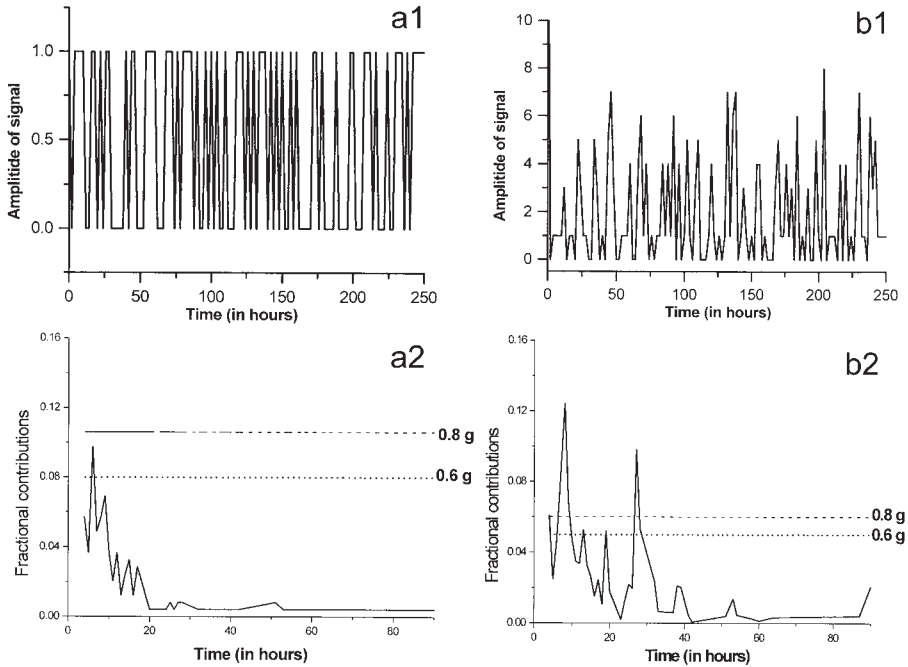 a1
Amplitide of signal
1.0
0.5
0.0
0 50 100 150 200 250
Time (in hours)
b1
Amplitide of signal
10
8
6
4
2
0
0 50 100 150 200 250
Time (in hours)
a2
Fractional contributions
0.16
0.12
0.08
0.04
0.00
0.8 g
0.6 g
0 20 40 60 80
Time (in hours)
b2
Fractional contributions
0.16
0.12
0.08
0.04
0.00
0.8 g
0.6 g
0 20 40 60 80
Time (in hours)